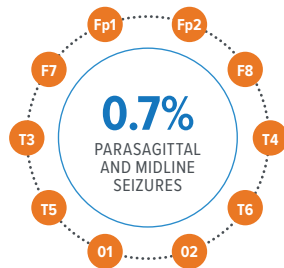 Fp1 Fp2
F7 F8
0.7%
T3 PARASAGITTAL T4
AND MIDLINE
SEIZURES
T5 T6
01 02